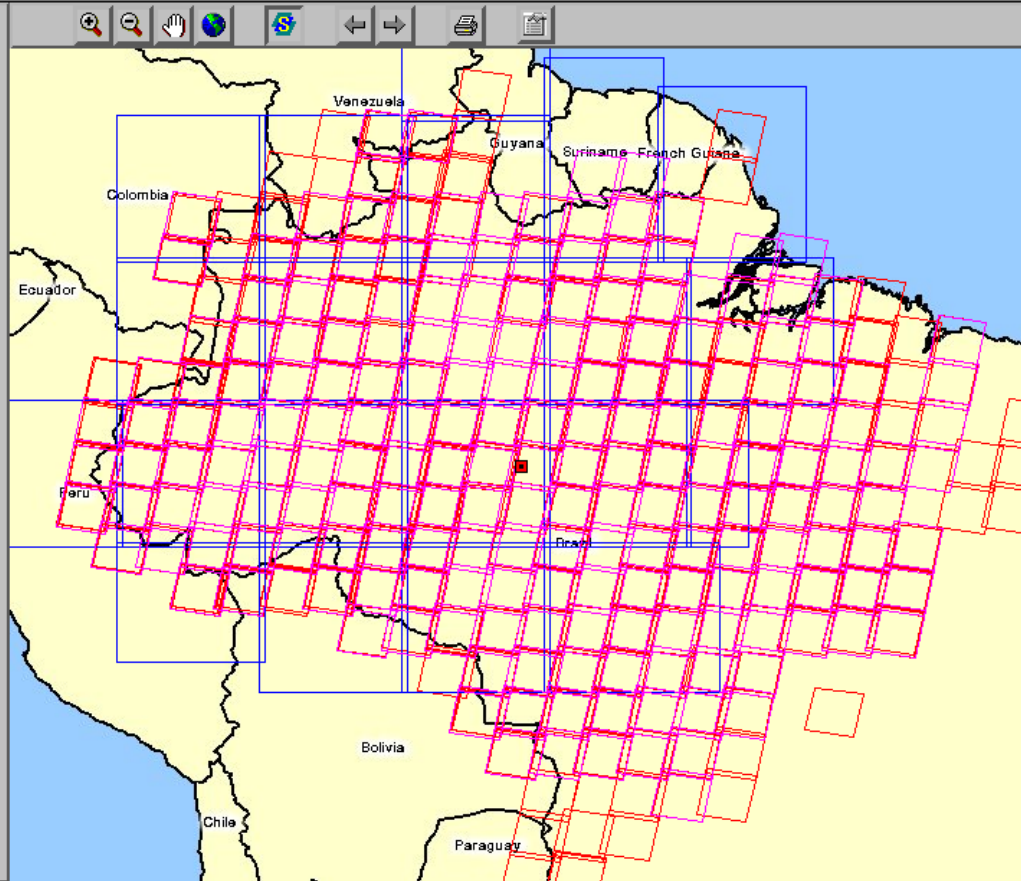 S
Venezuela
Guyana
Suriname
French Guiana
Colombia
Ecuador
Peru
Brazil
Bolivia
Chile
Paraguay